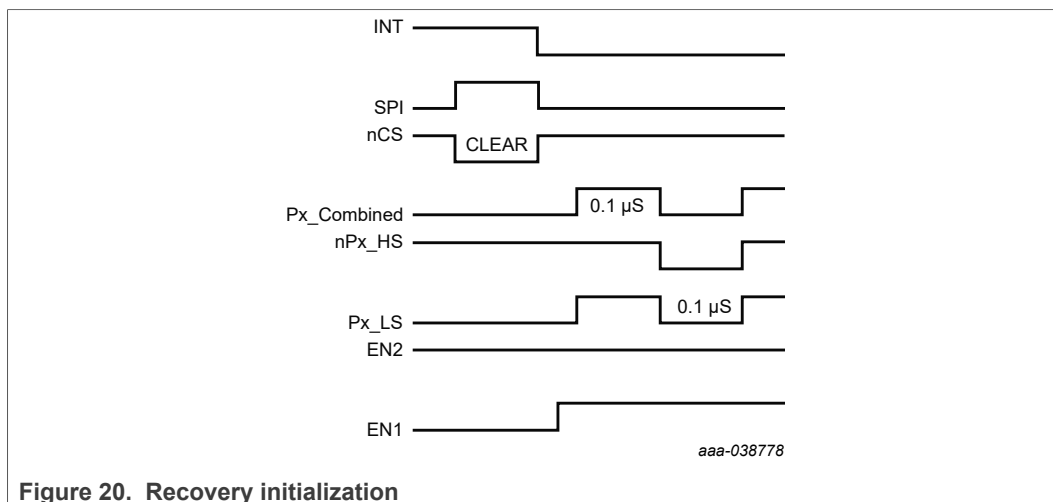 INT
SPI
nCS
CLEAR
Px_Combined
0.1 µS
nPx_HS
Px_LS
0.1 µS
EN2
EN1
aaa-038778
Figure 20. Recovery initialization